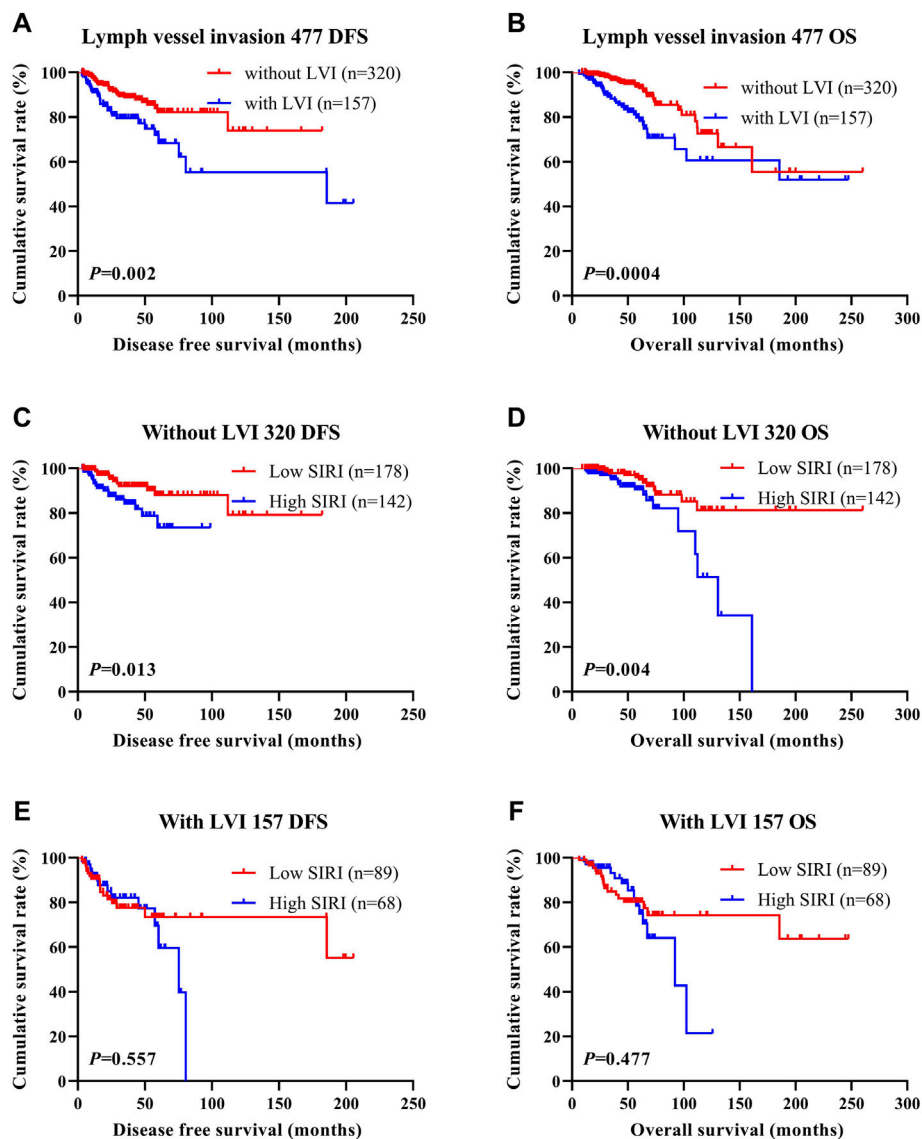 A
Lymph vessel invasion 477 DFS
Cumulative survival rate (%)
100
80
60
40
20
0
without LVI (n=320)
with LVI (n=157)
P=0.002
0 50 100 150 200 250
Disease free survival (months)
B
Lymph vessel invasion 477 OS
Cumulative survival rate (%)
100
80
60
40
20
0
without LVI (n=320)
with LVI (n=157)
P=0.0004
0 50 100 150 200 250 300
Overall survival (months)
C
Without LVI 320 DFS
Cumulative survival rate (%)
100
80
60
40
20
0
Low SIRI (n=178)
High SIRI (n=142)
P=0.013
0 50 100 150 200 250
Disease free survival (months)
D
Without LVI 320 OS
Cumulative survival rate (%)
100
80
60
40
20
0
Low SIRI (n=178)
High SIRI (n=142)
P=0.004
0 50 100 150 200 250 300
Overall survival (months)
E
With LVI 157 DFS
Cumulative survival rate (%)
100
80
60
40
20
0
Low SIRI (n=89)
High SIRI (n=68)
P=0.557
0 50 100 150 200 250
Disease free survival (months)
F
With LVI 157 OS
Cumulative survival rate (%)
100
80
60
40
20
0
Low SIRI (n=89)
High SIRI (n=68)
P=0.477
0 50 100 150 200 250 300
Overall survival (months)